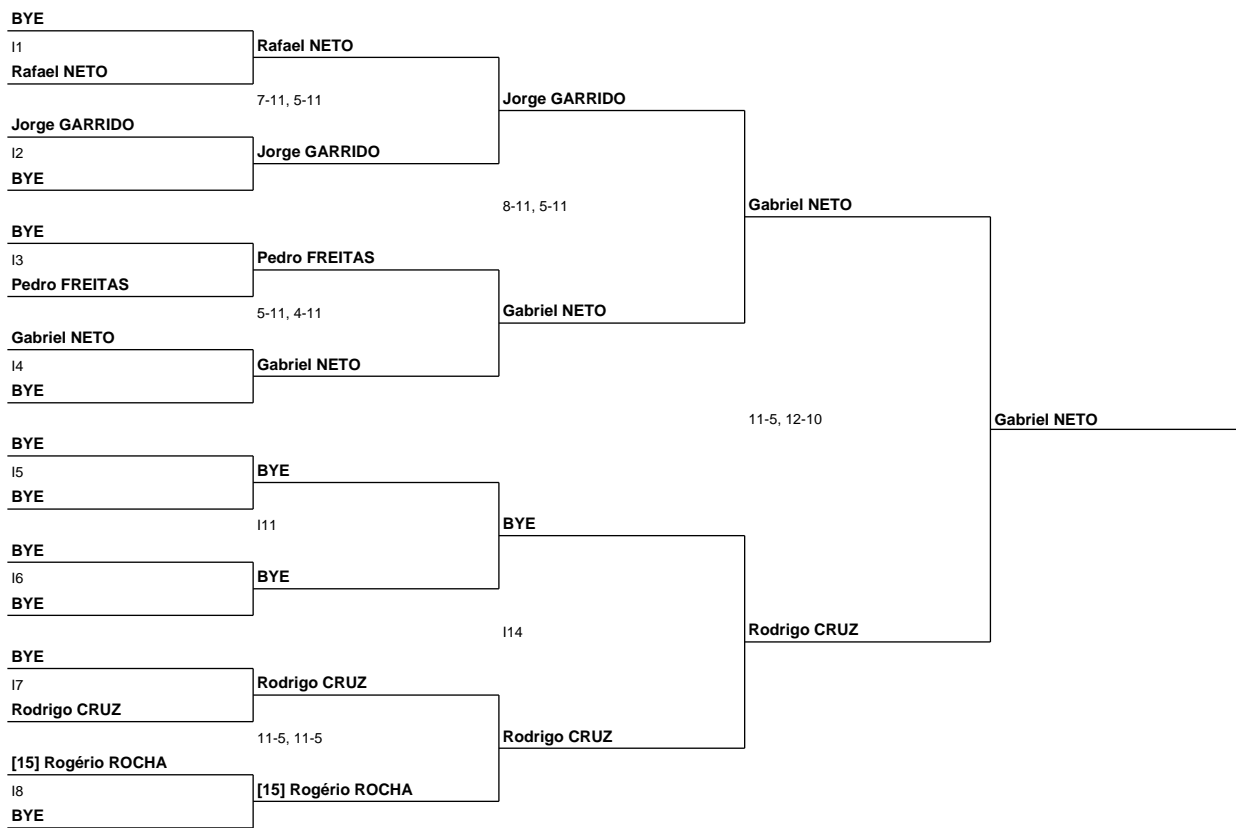 BYE
I1
Rafael NETO
Rafael NETO
7-11, 5-11
Jorge GARRIDO
Jorge GARRIDO
I2
Jorge GARRIDO
BYE
8-11, 5-11
Gabriel NETO
BYE
I3
Pedro FREITAS
Pedro FREITAS
5-11, 4-11
Gabriel NETO
Gabriel NETO
I4
Gabriel NETO
BYE
11-5, 12-10
Gabriel NETO
BYE
I5
BYE
BYE
I11
BYE
BYE
I6
BYE
BYE
I14
Rodrigo CRUZ
BYE
I7
Rodrigo CRUZ
Rodrigo CRUZ
11-5, 11-5
Rodrigo CRUZ
[15] Rogério ROCHA
I8
[15] Rogério ROCHA
BYE